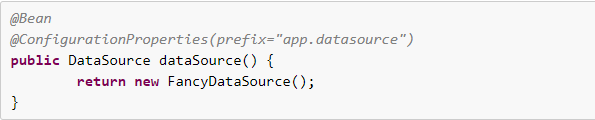 @Bean
@ConfigurationProperties(prefix="app.datasource")
public DataSource dataSource() {
        return new FancyDataSource();
}